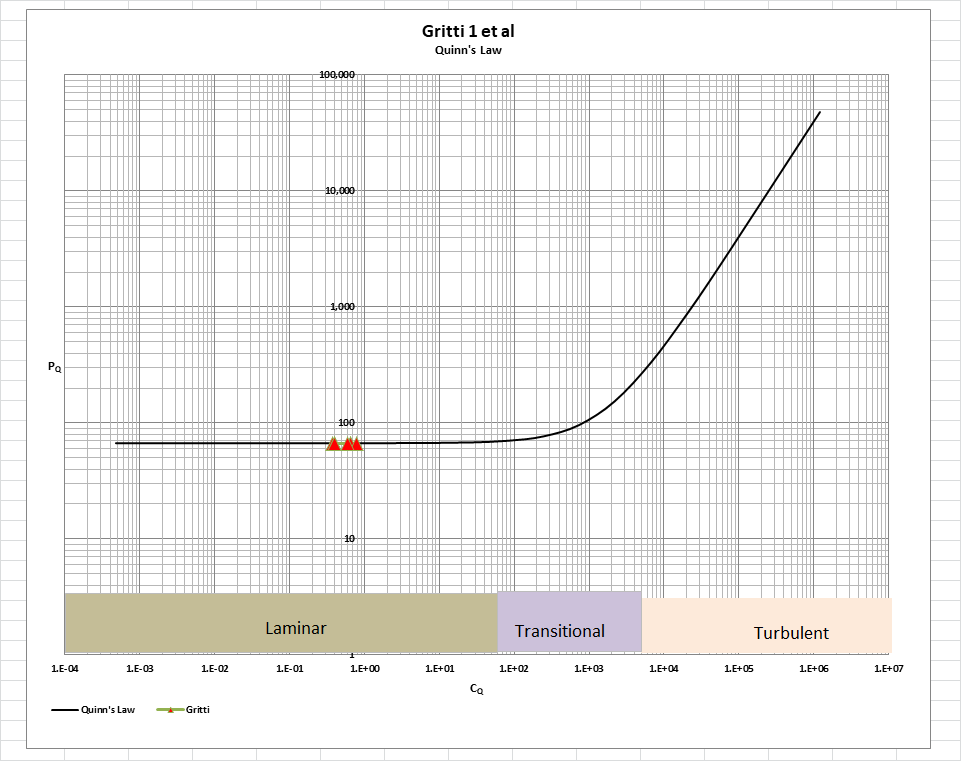 Gritti 1 et al
Quinn's Law
100,000
10,000
1,000
P_Q
100
10
Laminar
Transitional
Turbulent
1
1.E-04 1.E-03 1.E-02 1.E-01 1.E+00 1.E+01 1.E+02 1.E+03 1.E+04 1.E+05 1.E+06 1.E+07
C_Q
Quinn's Law Gritti